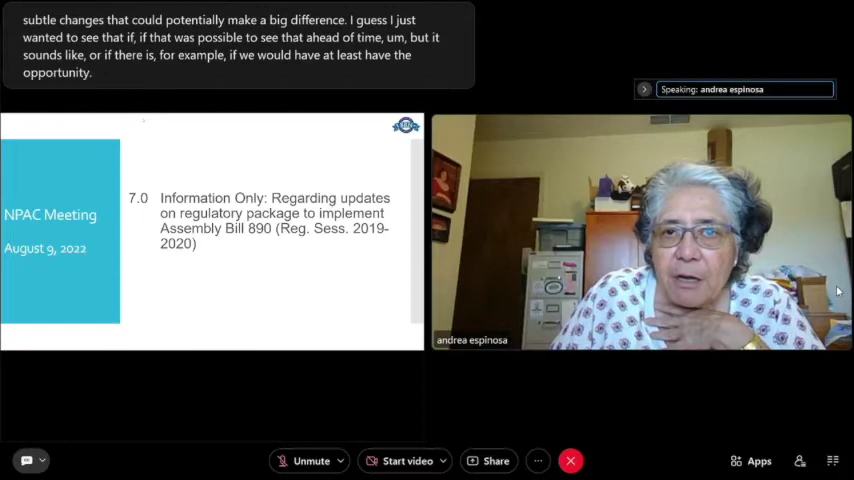 subtle changes that could potentially make a big difference. I guess I just
wanted to see that if, if that was possible to see that ahead of time, um, but it
sounds like, or if there is, for example, if we would have at least have the
opportunity.
Speaking: andrea espinosa
NPAC Meeting
August 9, 2022
7.0 Information Only: Regarding updates
on regulatory package to implement
Assembly Bill 890 (Reg. Sess. 2019-
2020)
andrea espinosa
Unmute
Start video
Share
Apps